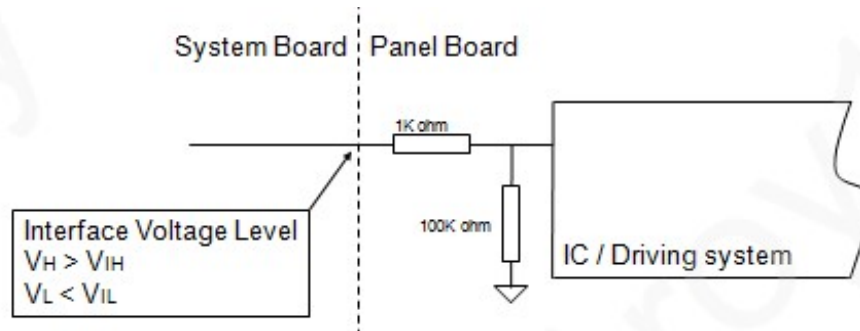 System Board
Panel Board
1K ohm
100K ohm
Interface Voltage Level
VH > VIH
VL < VIL
IC / Driving system